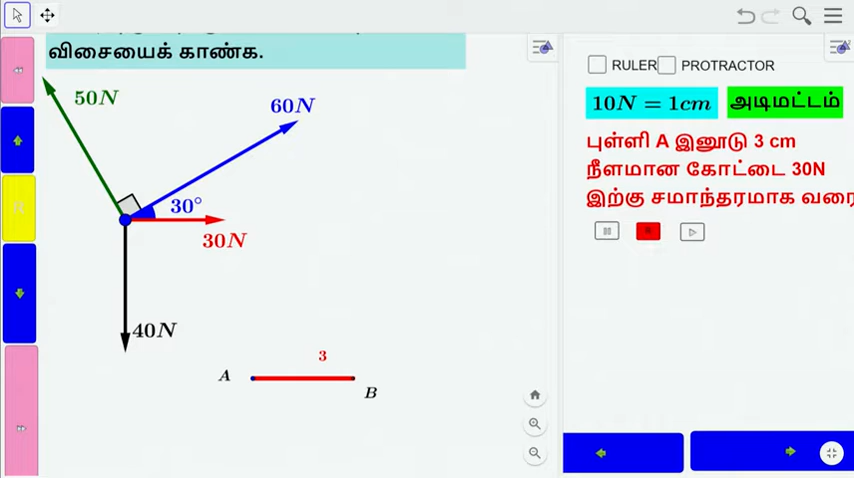 விசையைக் காண்க.
50N
60N
30°
30N
40N
3
A
B
RULER
PROTRACTOR
10N = 1cm
அடிமட்டம்
புள்ளி A இனூடு 3 cm
நீளமான கோட்டை 30N
இற்கு சமாந்தரமாக